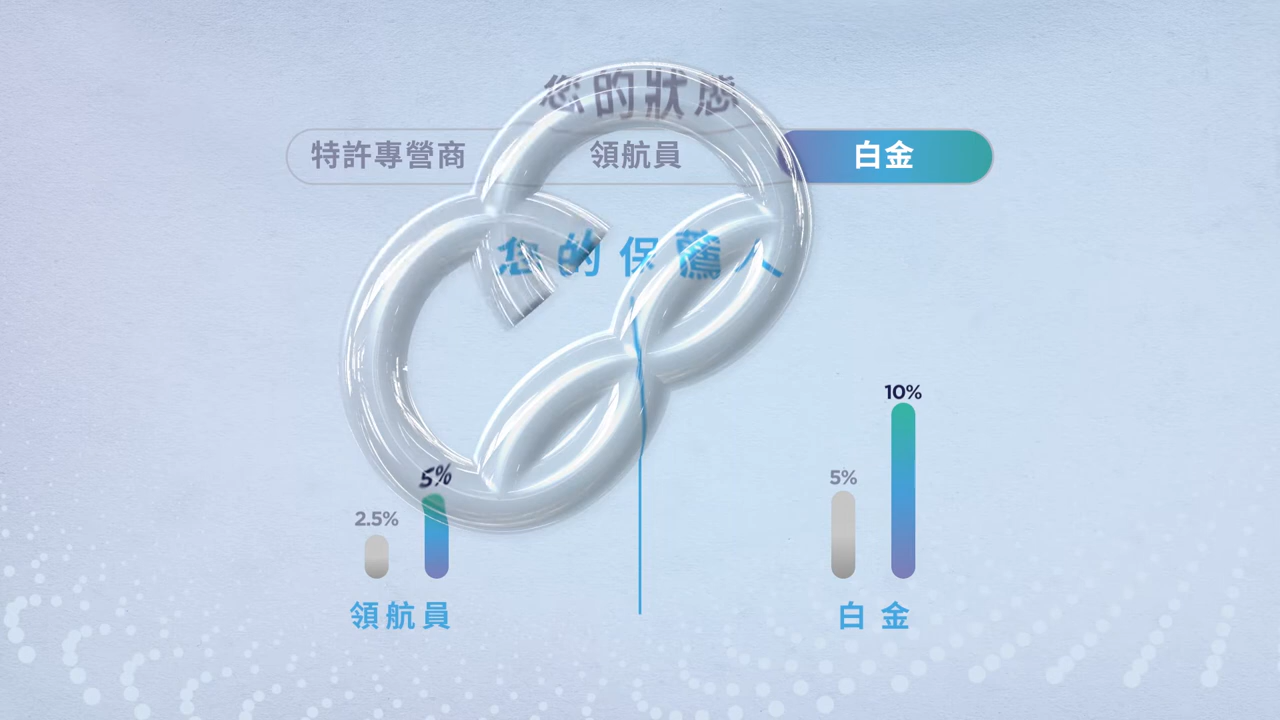 您的狀態
特許專營商 領航員 白金
您的保薦人
10%
5% 5%
2.5%
領航員 白金